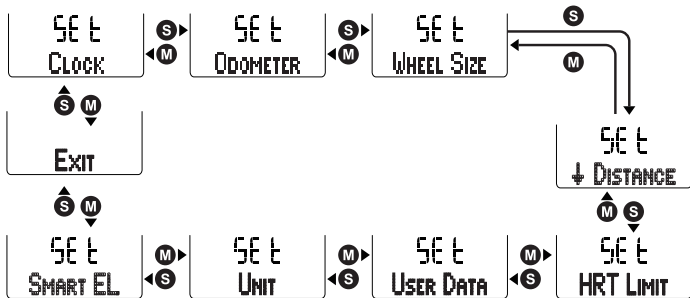 SEt S SEt S SEt S
CLOCK M ODOMETER M WHEEL SIZE M
S M
EXIT SEt
↓ DISTANCE
S M M S
SEt M SEt M SEt M SEt
SMART EL S UNIT S USER DATA S HRT LIMIT